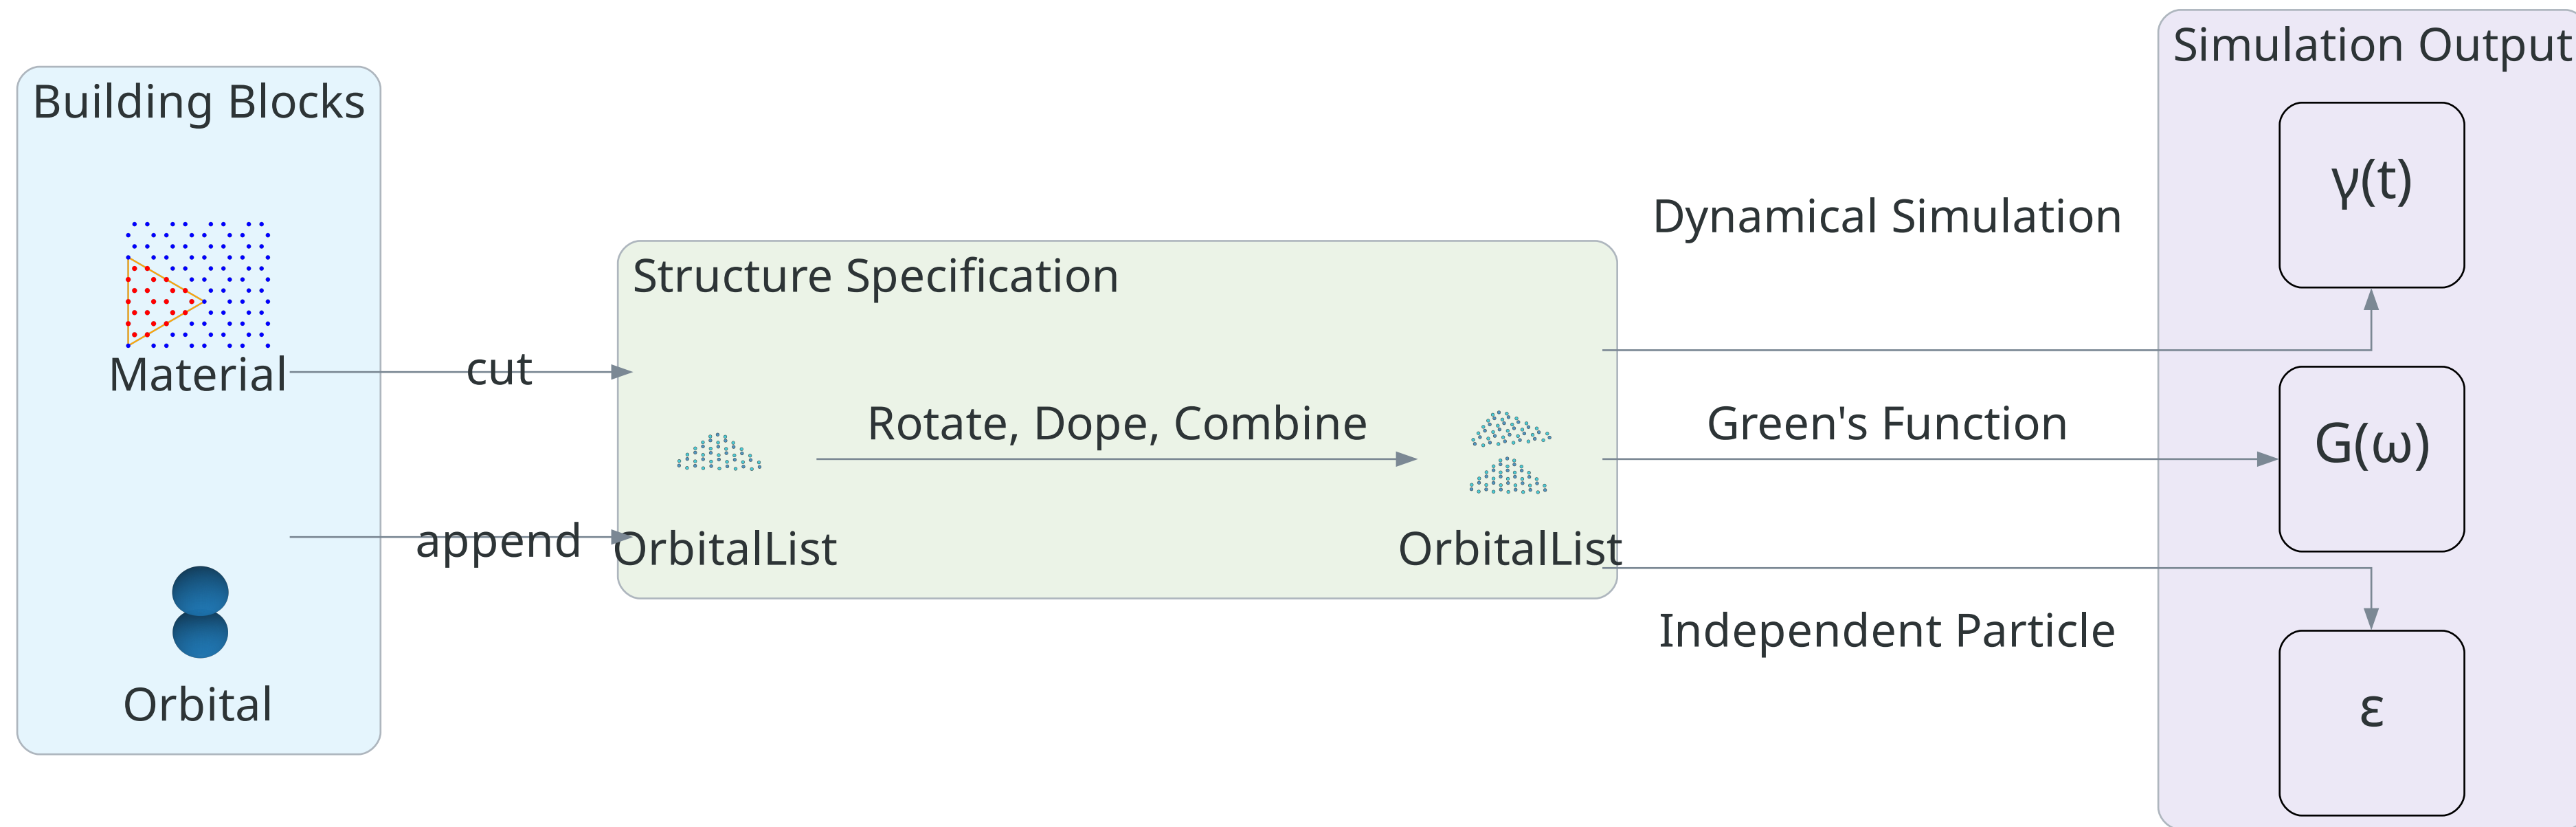 Building Blocks
Material
Orbital
cut
append
Structure Specification
OrbitalList
Rotate, Dope, Combine
OrbitalList
Dynamical Simulation
Green's Function
Independent Particle
Simulation Output
γ(t)
G(ω)
ε